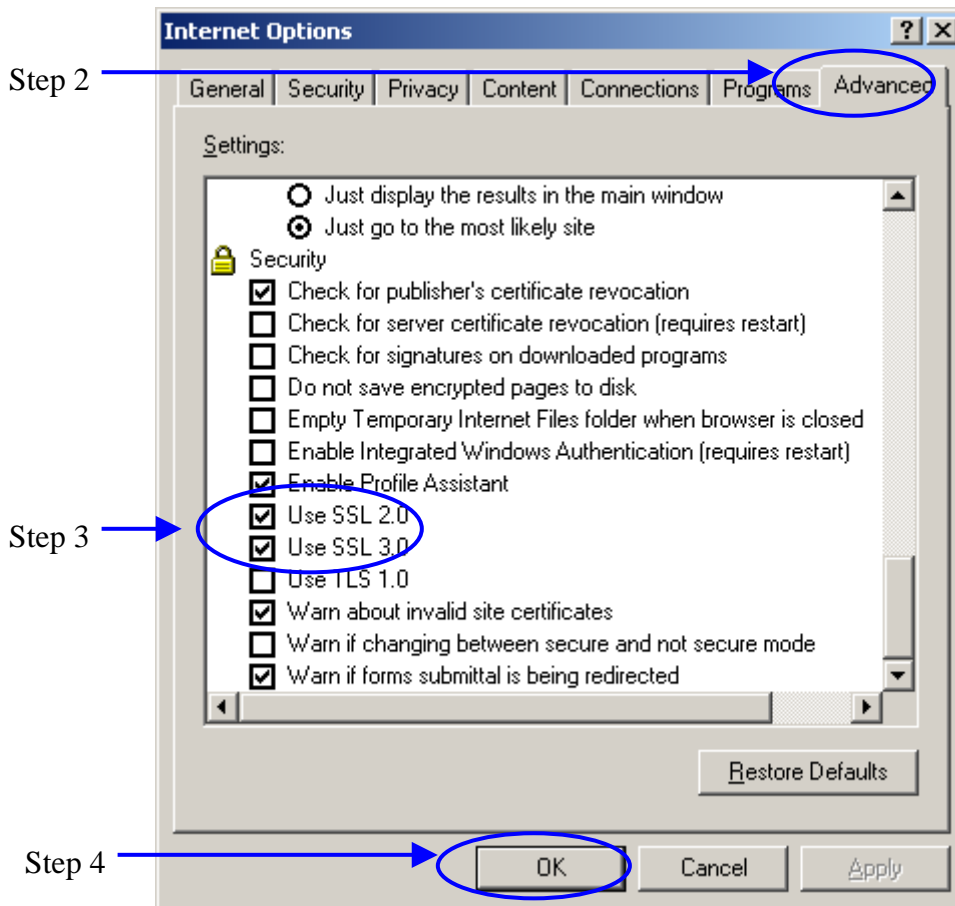 Internet Options
Step 2
General Security Privacy Content Connections Programs Advanced
Settings:
Just display the results in the main window
Just go to the most likely site
Security
Check for publisher's certificate revocation
Check for server certificate revocation (requires restart)
Check for signatures on downloaded programs
Do not save encrypted pages to disk
Empty Temporary Internet Files folder when browser is closed
Enable Integrated Windows Authentication (requires restart)
Enable Profile Assistant
Use SSL 2.0
Step 3
Use SSL 3.0
Use TLS 1.0
Warn about invalid site certificates
Warn if changing between secure and not secure mode
Warn if forms submittal is being redirected
Restore Defaults
Step 4
OK Cancel Apply